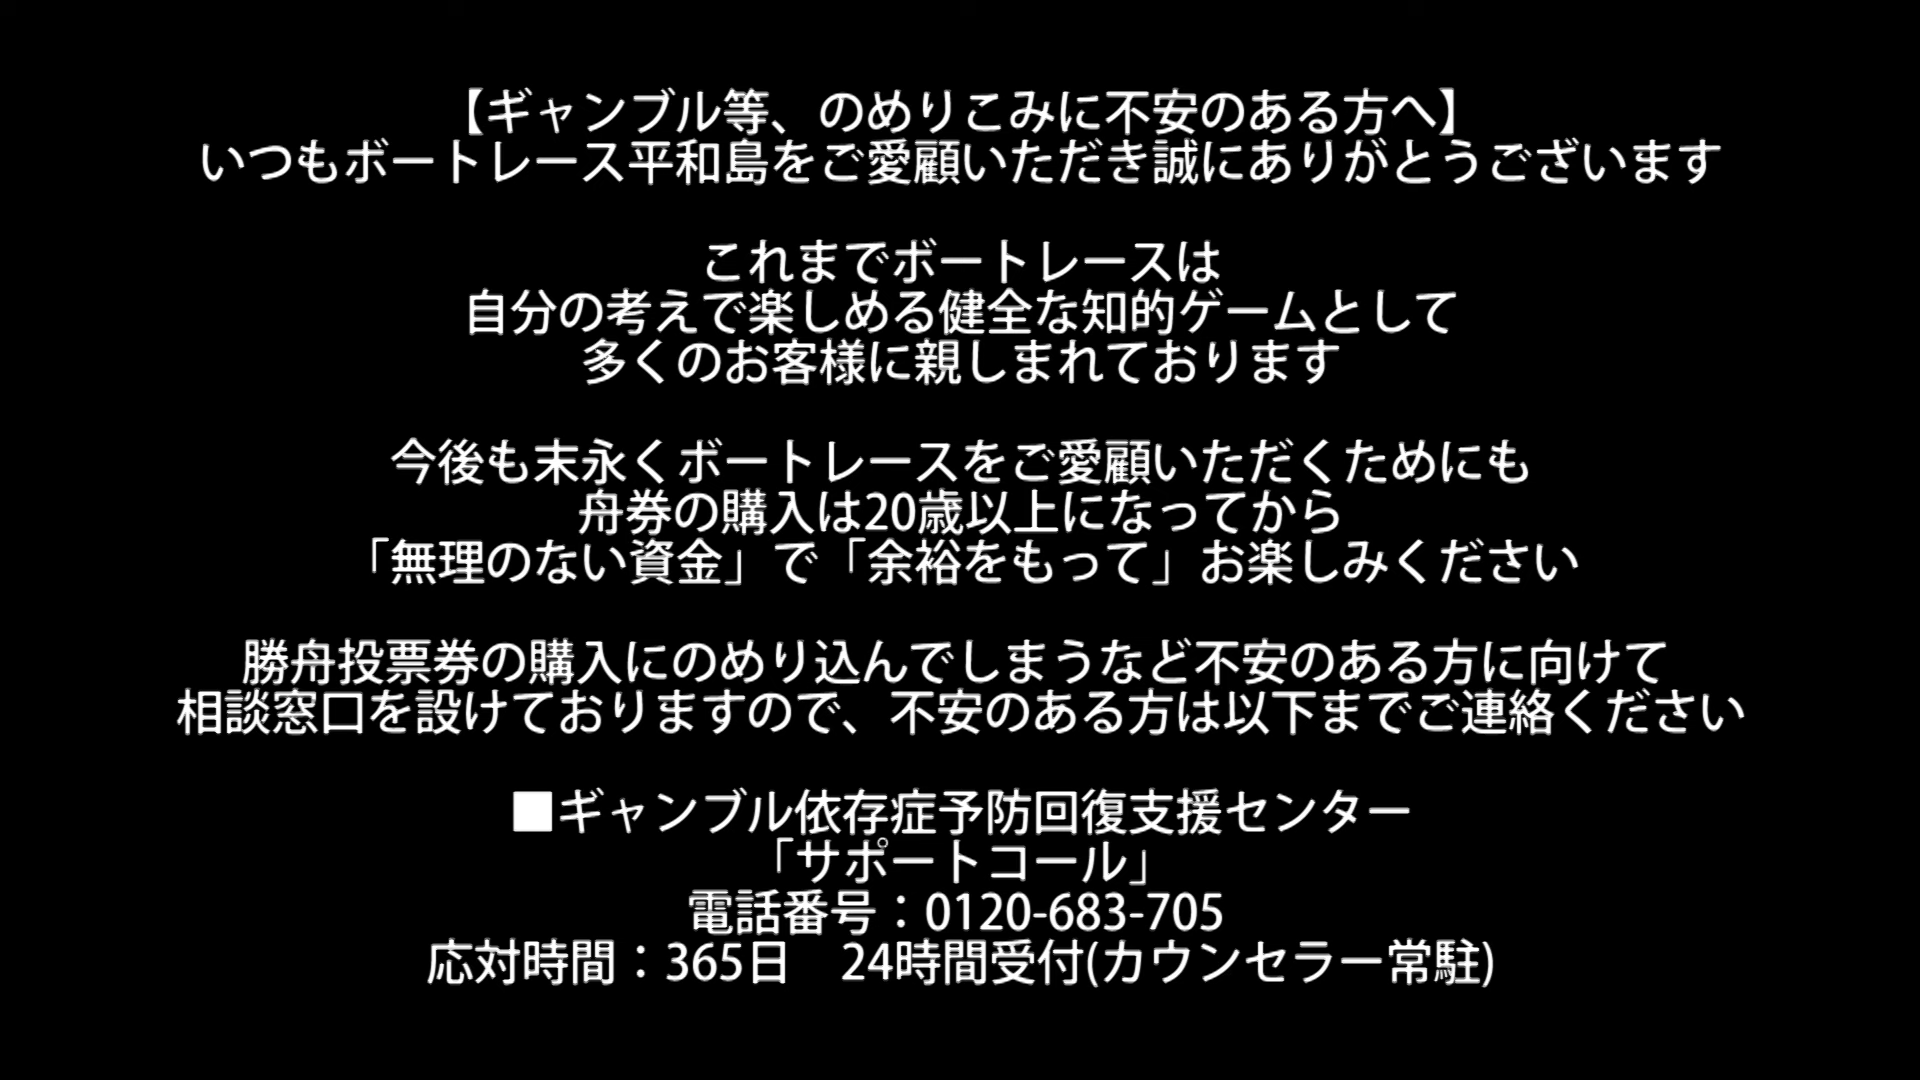 【ギャンブル等、のめりこみに不安のある方へ】
いつもボートレース平和島をご愛顧いただき誠にありがとうございます
これまでボートレースは
自分の考えで楽しめる健全な知的ゲームとして
多くのお客様に親しまれております
今後も末永くボートレースをご愛顧いただくためにも
舟券の購入は20歳以上になってから
「無理のない資金」で「余裕をもって」お楽しみください
勝舟投票券の購入にのめり込んでしまうなど不安のある方に向けて
相談窓口を設けておりますので、不安のある方は以下までご連絡ください
■ギャンブル依存症予防回復支援センター
「サポートコール」
電話番号：0120-683-705
応対時間：365日　24時間受付(カウンセラー常駐)